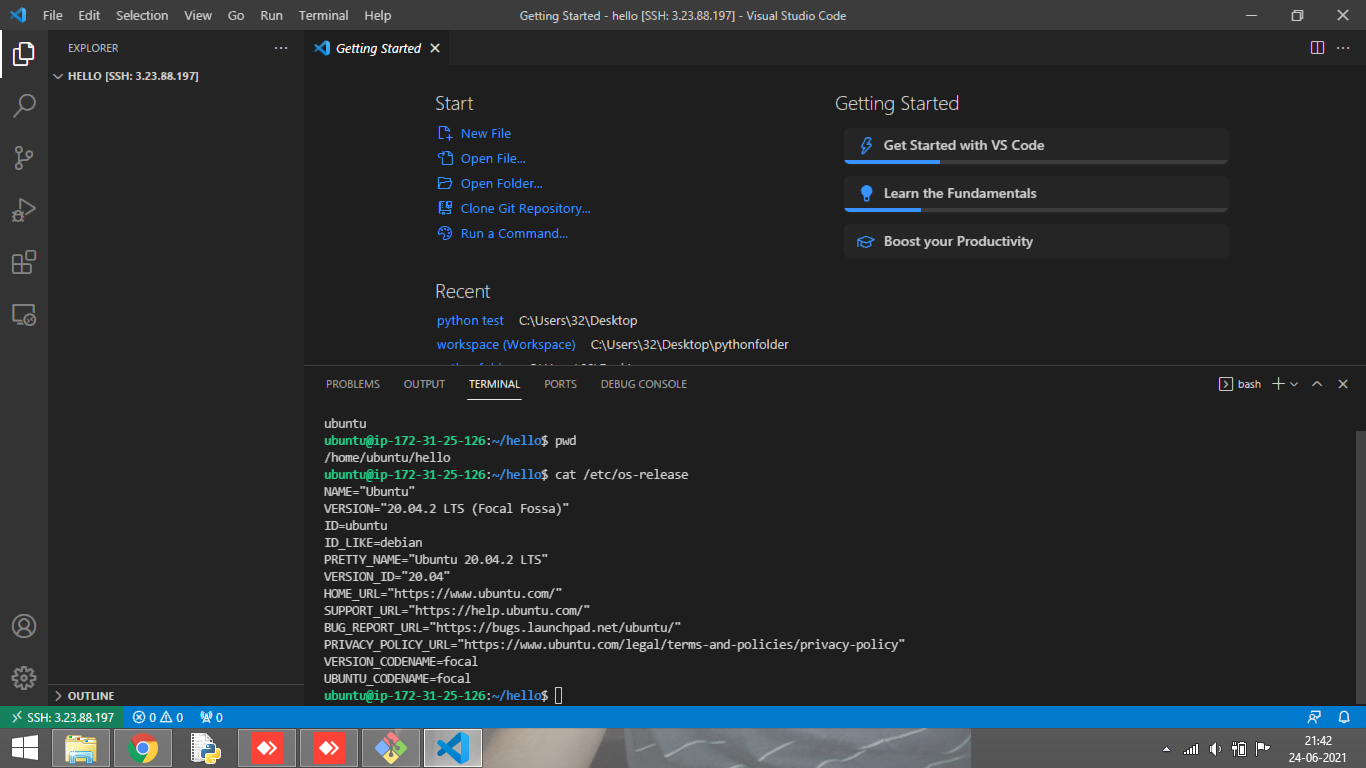 File Edit Selection View Go Run Terminal Help
Getting Started - hello [SSH: 3.23.88.197] - Visual Studio Code
EXPLORER
HELLO [SSH: 3.23.88.197]
OUTLINE
Getting Started
Start
New File
Open File...
Open Folder...
Clone Git Repository...
Run a Command...
Recent
python test C:\Users\32\Desktop
workspace (Workspace) C:\Users\32\Desktop\pythonfolder
Getting Started
Get Started with VS Code
Learn the Fundamentals
Boost your Productivity
PROBLEMS OUTPUT TERMINAL PORTS DEBUG CONSOLE
bash
ubuntu
ubuntu@ip-172-31-25-126:~/hello$ pwd
/home/ubuntu/hello
ubuntu@ip-172-31-25-126:~/hello$ cat /etc/os-release
NAME="Ubuntu"
VERSION="20.04.2 LTS (Focal Fossa)"
ID=ubuntu
ID_LIKE=debian
PRETTY_NAME="Ubuntu 20.04.2 LTS"
VERSION_ID="20.04"
HOME_URL="https://www.ubuntu.com/"
SUPPORT_URL="https://help.ubuntu.com/"
BUG_REPORT_URL="https://bugs.launchpad.net/ubuntu/"
PRIVACY_POLICY_URL="https://www.ubuntu.com/legal/terms-and-policies/privacy-policy"
VERSION_CODENAME=focal
UBUNTU_CODENAME=focal
ubuntu@ip-172-31-25-126:~/hello$
SSH: 3.23.88.197 0 0 0
21:42
24-06-2021